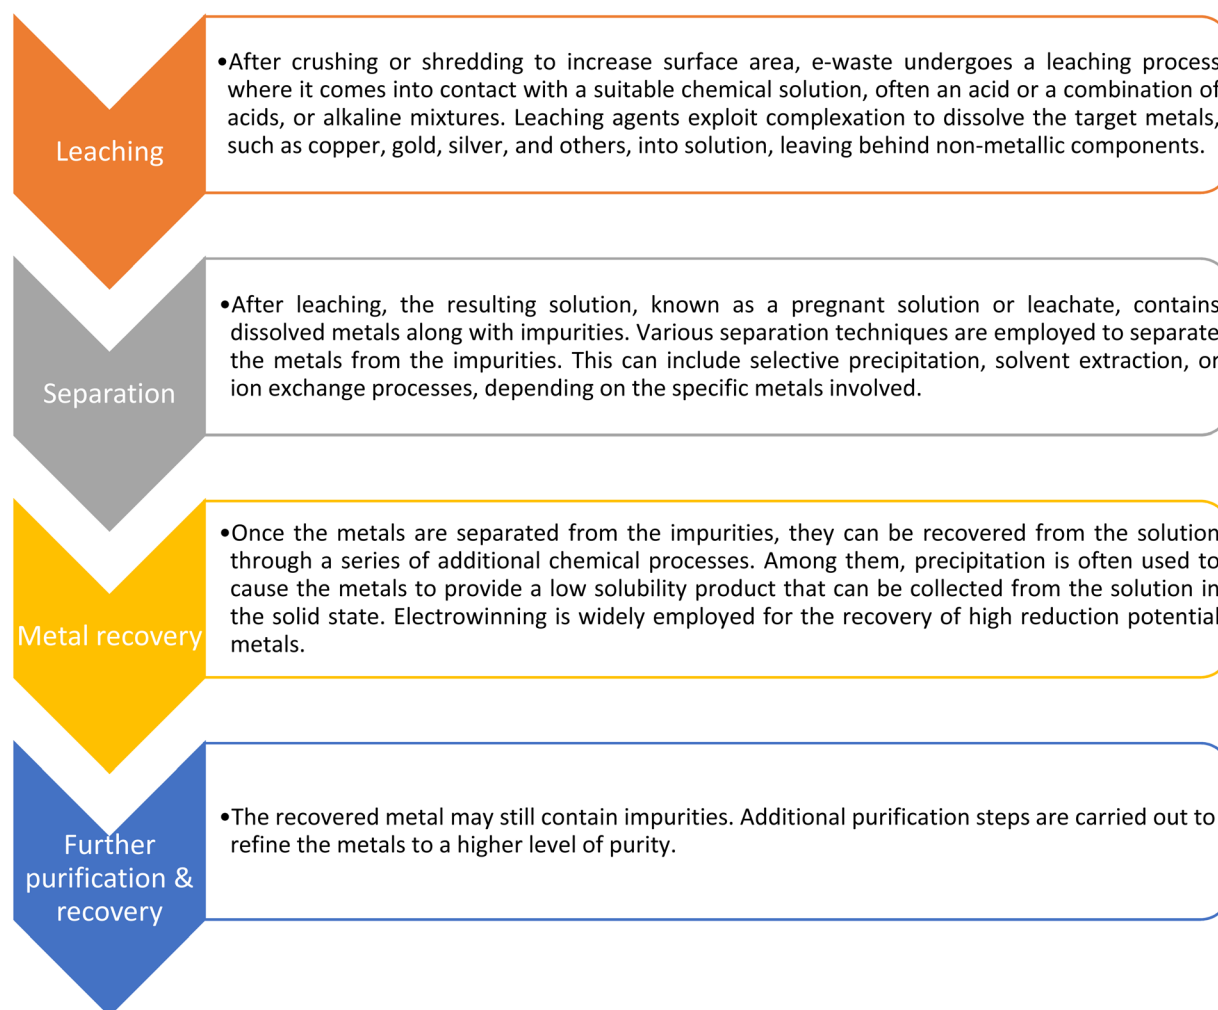 Leaching
•After crushing or shredding to increase surface area, e-waste undergoes a leaching process
where it comes into contact with a suitable chemical solution, often an acid or a combination of
acids, or alkaline mixtures. Leaching agents exploit complexation to dissolve the target metals,
such as copper, gold, silver, and others, into solution, leaving behind non-metallic components.
Separation
•After leaching, the resulting solution, known as a pregnant solution or leachate, contains
dissolved metals along with impurities. Various separation techniques are employed to separate
the metals from the impurities. This can include selective precipitation, solvent extraction, or
ion exchange processes, depending on the specific metals involved.
Metal recovery
•Once the metals are separated from the impurities, they can be recovered from the solution
through a series of additional chemical processes. Among them, precipitation is often used to
cause the metals to provide a low solubility product that can be collected from the solution in
the solid state. Electrowinning is widely employed for the recovery of high reduction potential
metals.
Further
purification &
recovery
•The recovered metal may still contain impurities. Additional purification steps are carried out to
refine the metals to a higher level of purity.